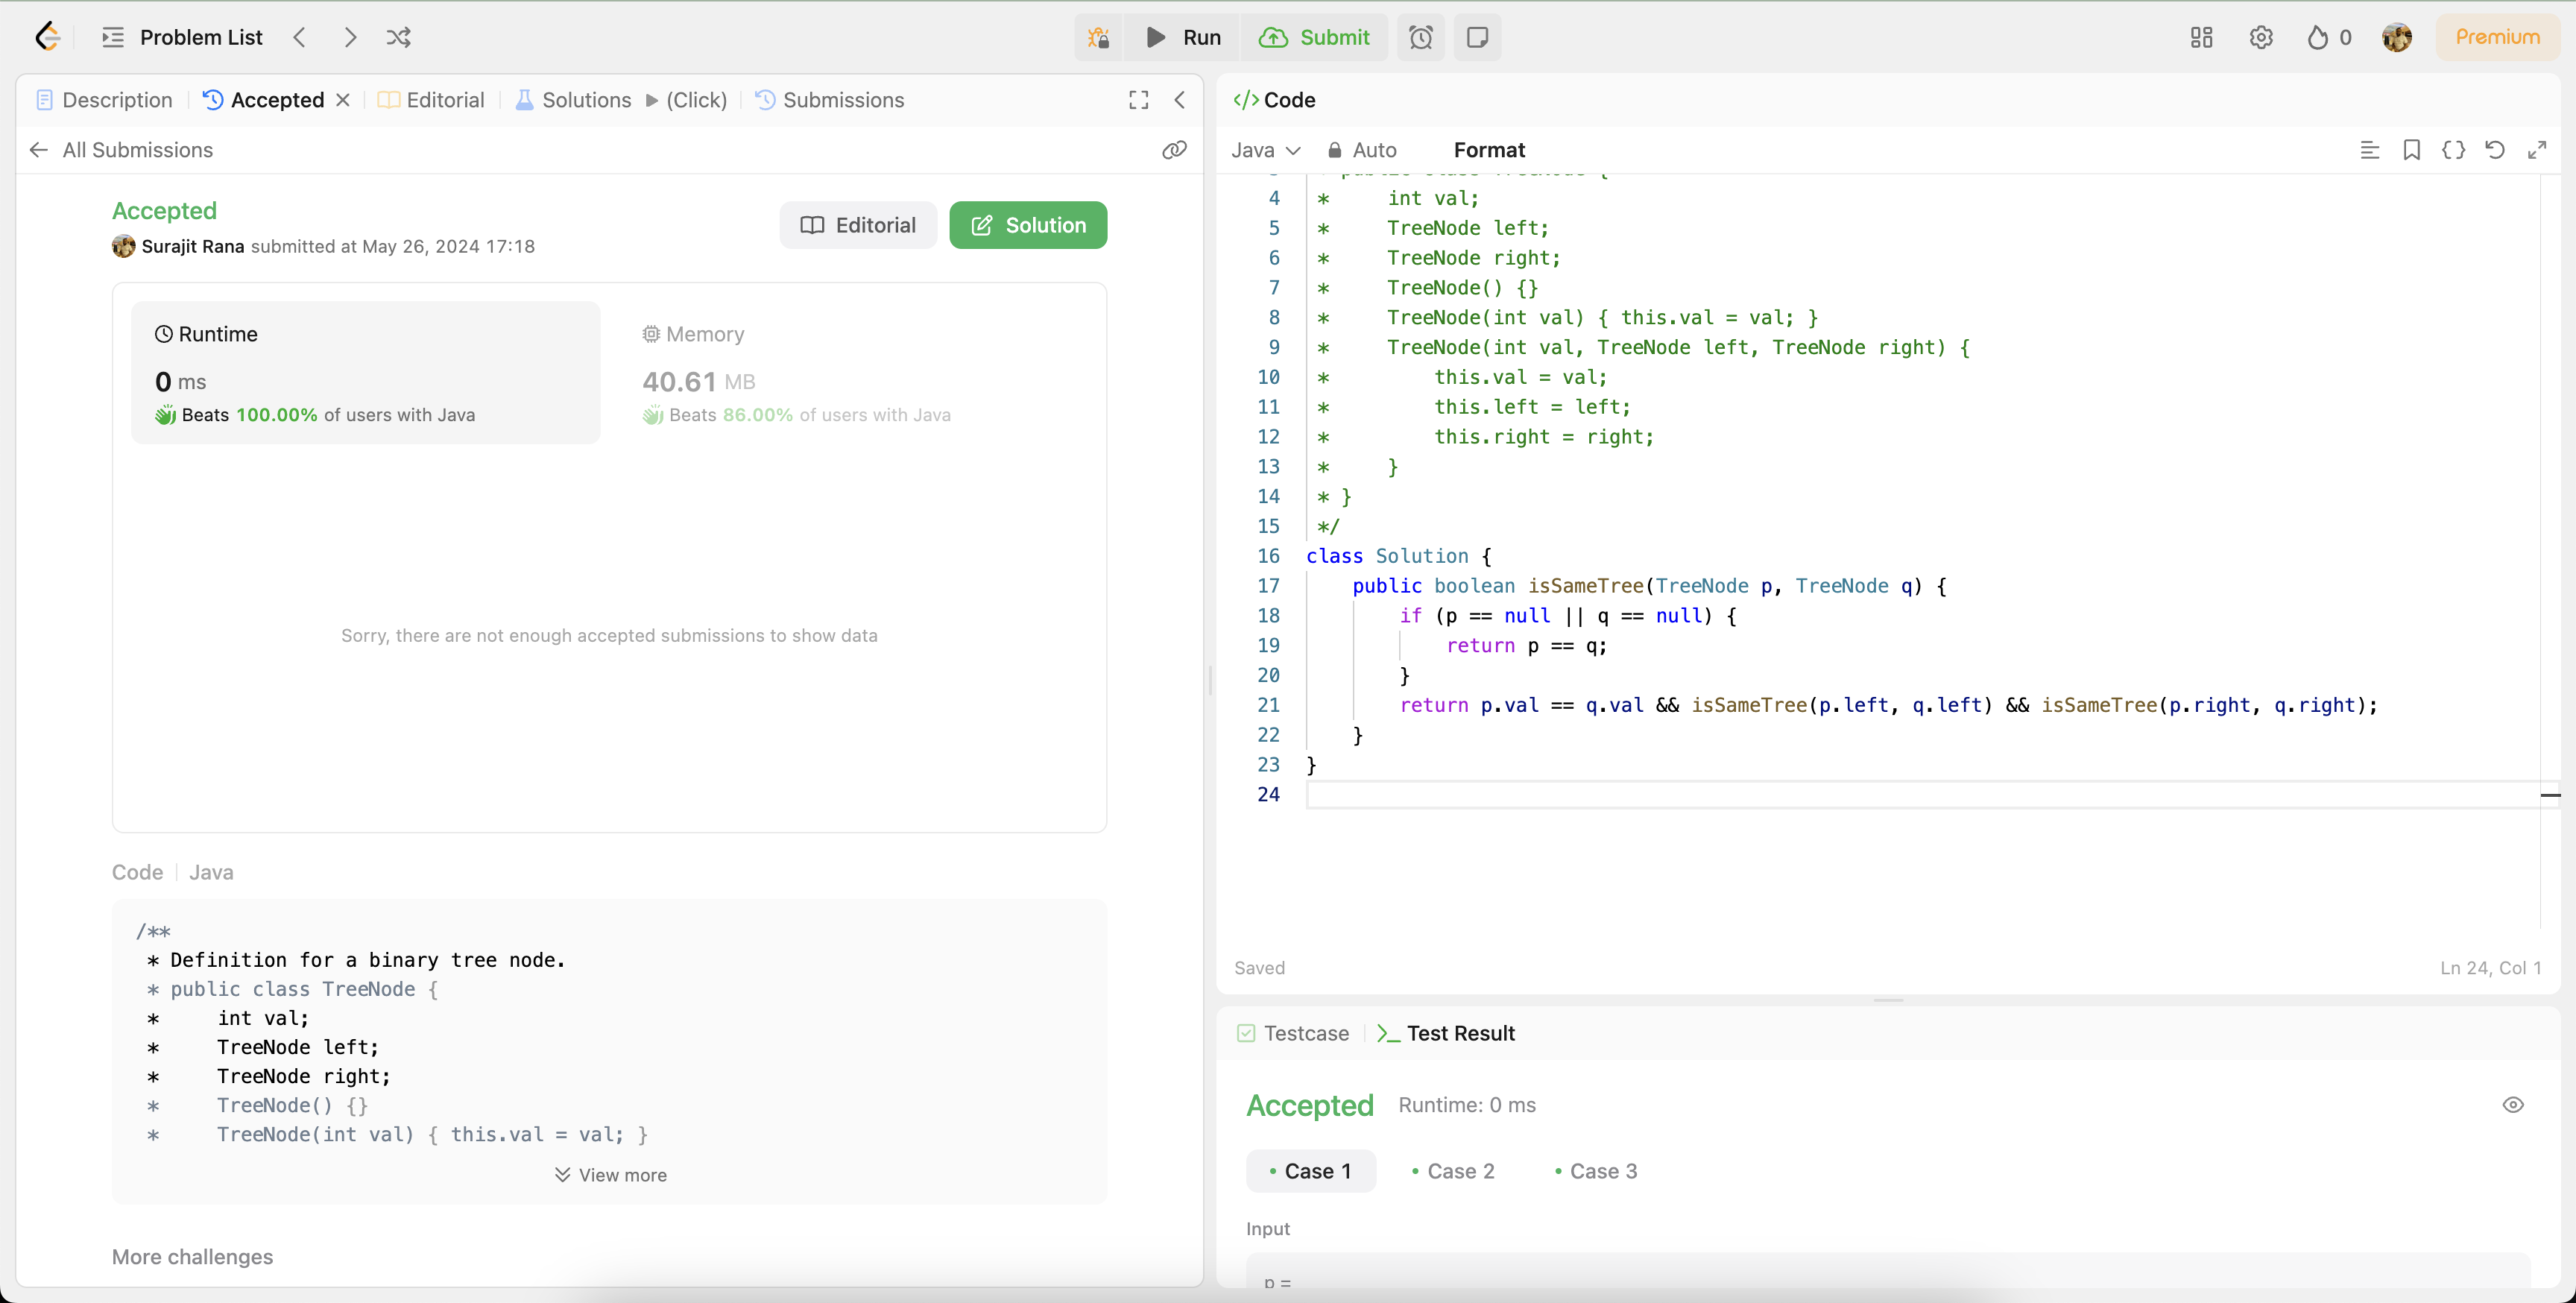 Problem List
Run
Submit
0
Premium
Description
Accepted
Editorial
Solutions
(Click)
Submissions
All Submissions
Accepted
Surajit Rana submitted at May 26, 2024 17:18
Editorial
Solution
Runtime
0 ms
Beats 100.00% of users with Java
Memory
40.61 MB
Beats 86.00% of users with Java
Sorry, there are not enough accepted submissions to show data
Code
Java
/**
 * Definition for a binary tree node.
 * public class TreeNode {
 *     int val;
 *     TreeNode left;
 *     TreeNode right;
 *     TreeNode() {}
 *     TreeNode(int val) { this.val = val; }
View more
More challenges
</> Code
Java
Auto
Format
4 *     int val;
5 *     TreeNode left;
6 *     TreeNode right;
7 *     TreeNode() {}
8 *     TreeNode(int val) { this.val = val; }
9 *     TreeNode(int val, TreeNode left, TreeNode right) {
10 *         this.val = val;
11 *         this.left = left;
12 *         this.right = right;
13 *     }
14 * }
15 */
16 class Solution {
17     public boolean isSameTree(TreeNode p, TreeNode q) {
18         if (p == null || q == null) {
19             return p == q;
20         }
21         return p.val == q.val && isSameTree(p.left, q.left) && isSameTree(p.right, q.right);
22     }
23 }
24
Saved
Ln 24, Col 1
Testcase
Test Result
Accepted
Runtime: 0 ms
Case 1
Case 2
Case 3
Input
p =